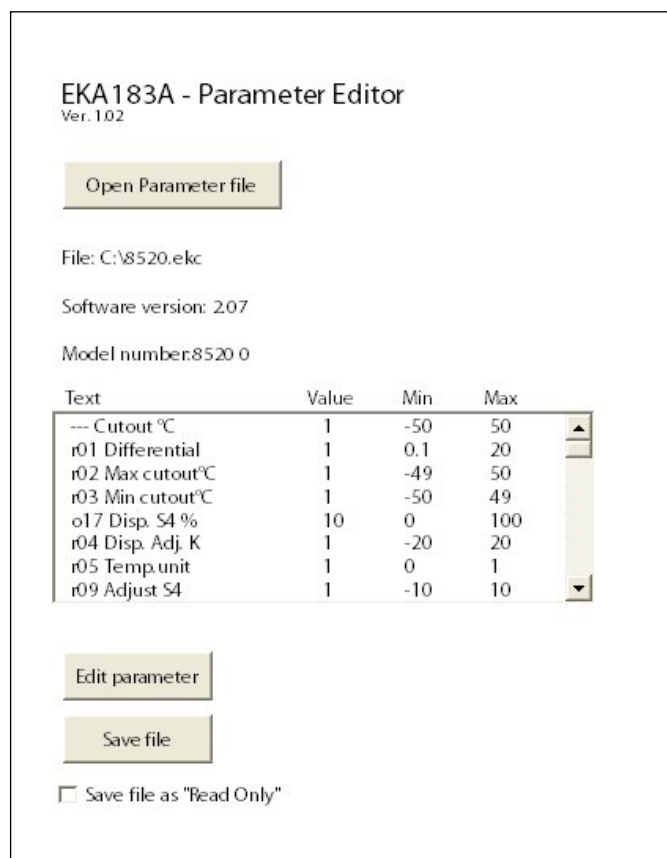 EKA183A - Parameter Editor
Ver. 1.02
Open Parameter file
File: C:\8520.ekc
Software version: 2.07
Model number:8520 0
Text Value Min Max
--- Cutout °C 1 -50 50
r01 Differential 1 0.1 20
r02 Max cutout°C 1 -49 50
r03 Min cutout°C 1 -50 49
o17 Disp. S4 % 10 0 100
r04 Disp. Adj. K 1 -20 20
r05 Temp.unit 1 0 1
r09 Adjust S4 1 -10 10
Edit parameter
Save file
Save file as "Read Only"